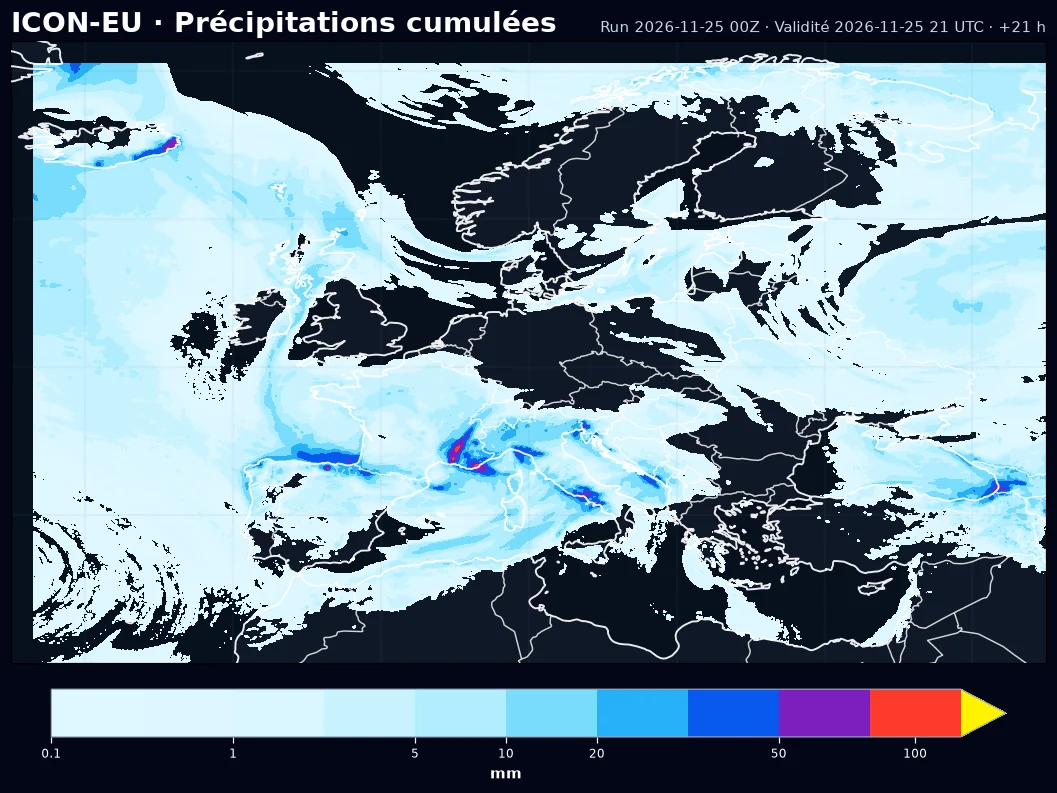 ICON-EU · Précipitations cumulées
Run 2026-11-25 00Z · Validité 2026-11-25 21 UTC · +21 h
0.1 1 5 10 20 50 100
mm